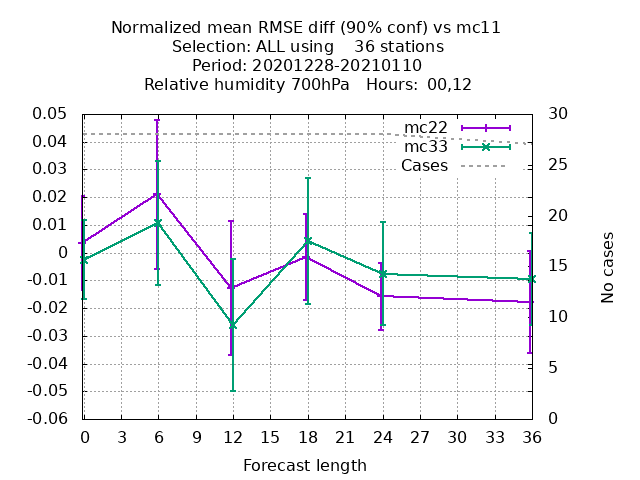 Normalized mean RMSE diff (90% conf) vs mc11
Selection: ALL using    36 stations
Period: 20201228-20210110
Relative humidity 700hPa   Hours:  00,12
mc22
mc33
Cases
0.05
0.04
0.03
0.02
0.01
0
-0.01
-0.02
-0.03
-0.04
-0.05
-0.06
30
25
20
15
10
5
0
No cases
0 3 6 9 12 15 18 21 24 27 30 33 36
Forecast length